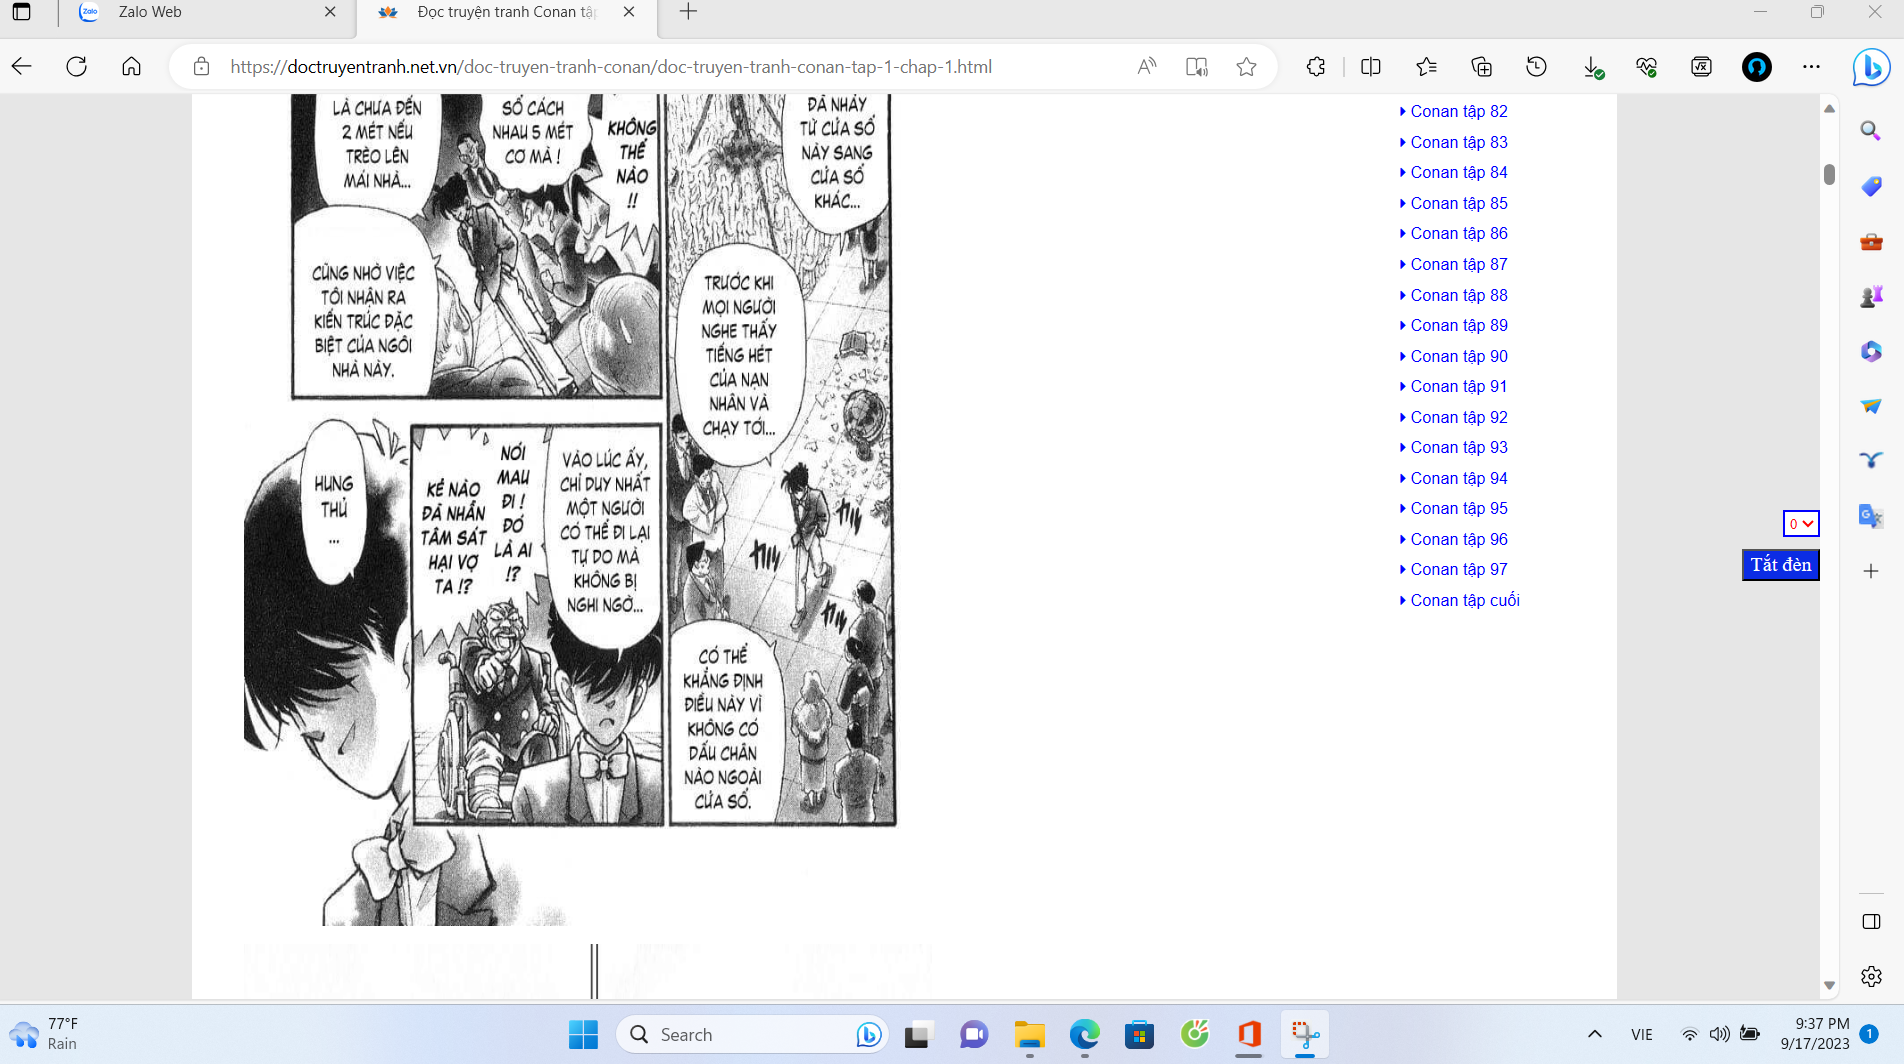 Zalo Web
Đọc truyện tranh Conan tập
https://doctruyentranh.net.vn/doc-truyen-tranh-conan/doc-truyen-tranh-conan-tap-1-chap-1.html
ĐÃ NHẢY
TỪ CỬA SỔ
NÀY SANG
CỬA SỔ
KHÁC...
KHÔNG
THỂ
NÀO
!!
SỔ CÁCH
NHAU 5 MÉT
CƠ MÀ !
LÀ CHƯA ĐẾN
2 MÉT NẾU
TRÈO LÊN
MÁI NHÀ...
CŨNG NHỜ VIỆC
TÔI NHẬN RA
KIẾN TRÚC ĐẶC
BIỆT CỦA NGÔI
NHÀ NÀY.
TRƯỚC KHI
MỌI NGƯỜI
NGHE THẤY
TIẾNG HÉT
CỦA NẠN
NHÂN VÀ
CHẠY TỚI...
CÓ THỂ
KHẲNG ĐỊNH
ĐIỀU NÀY VÌ
KHÔNG CÓ
DẤU CHÂN
NÀO NGOÀI
CỬA SỔ.
VÀO LÚC ẤY,
CHỈ DUY NHẤT
MỘT NGƯỜI
CÓ THỂ ĐI LẠI
TỰ DO MÀ
KHÔNG BỊ
NGHI NGỜ...
NÓI
MAU
ĐI !
ĐÓ
LÀ AI
!?
KẺ NÀO
ĐÃ NHẪN
TÂM SÁT
HẠI VỢ
TA !?
HUNG
THỦ
...
Conan tập 82
Conan tập 83
Conan tập 84
Conan tập 85
Conan tập 86
Conan tập 87
Conan tập 88
Conan tập 89
Conan tập 90
Conan tập 91
Conan tập 92
Conan tập 93
Conan tập 94
Conan tập 95
Conan tập 96
Conan tập 97
Conan tập cuối
0
Tắt đèn
77°F
Rain
Search
VIE
9:37 PM
9/17/2023
1